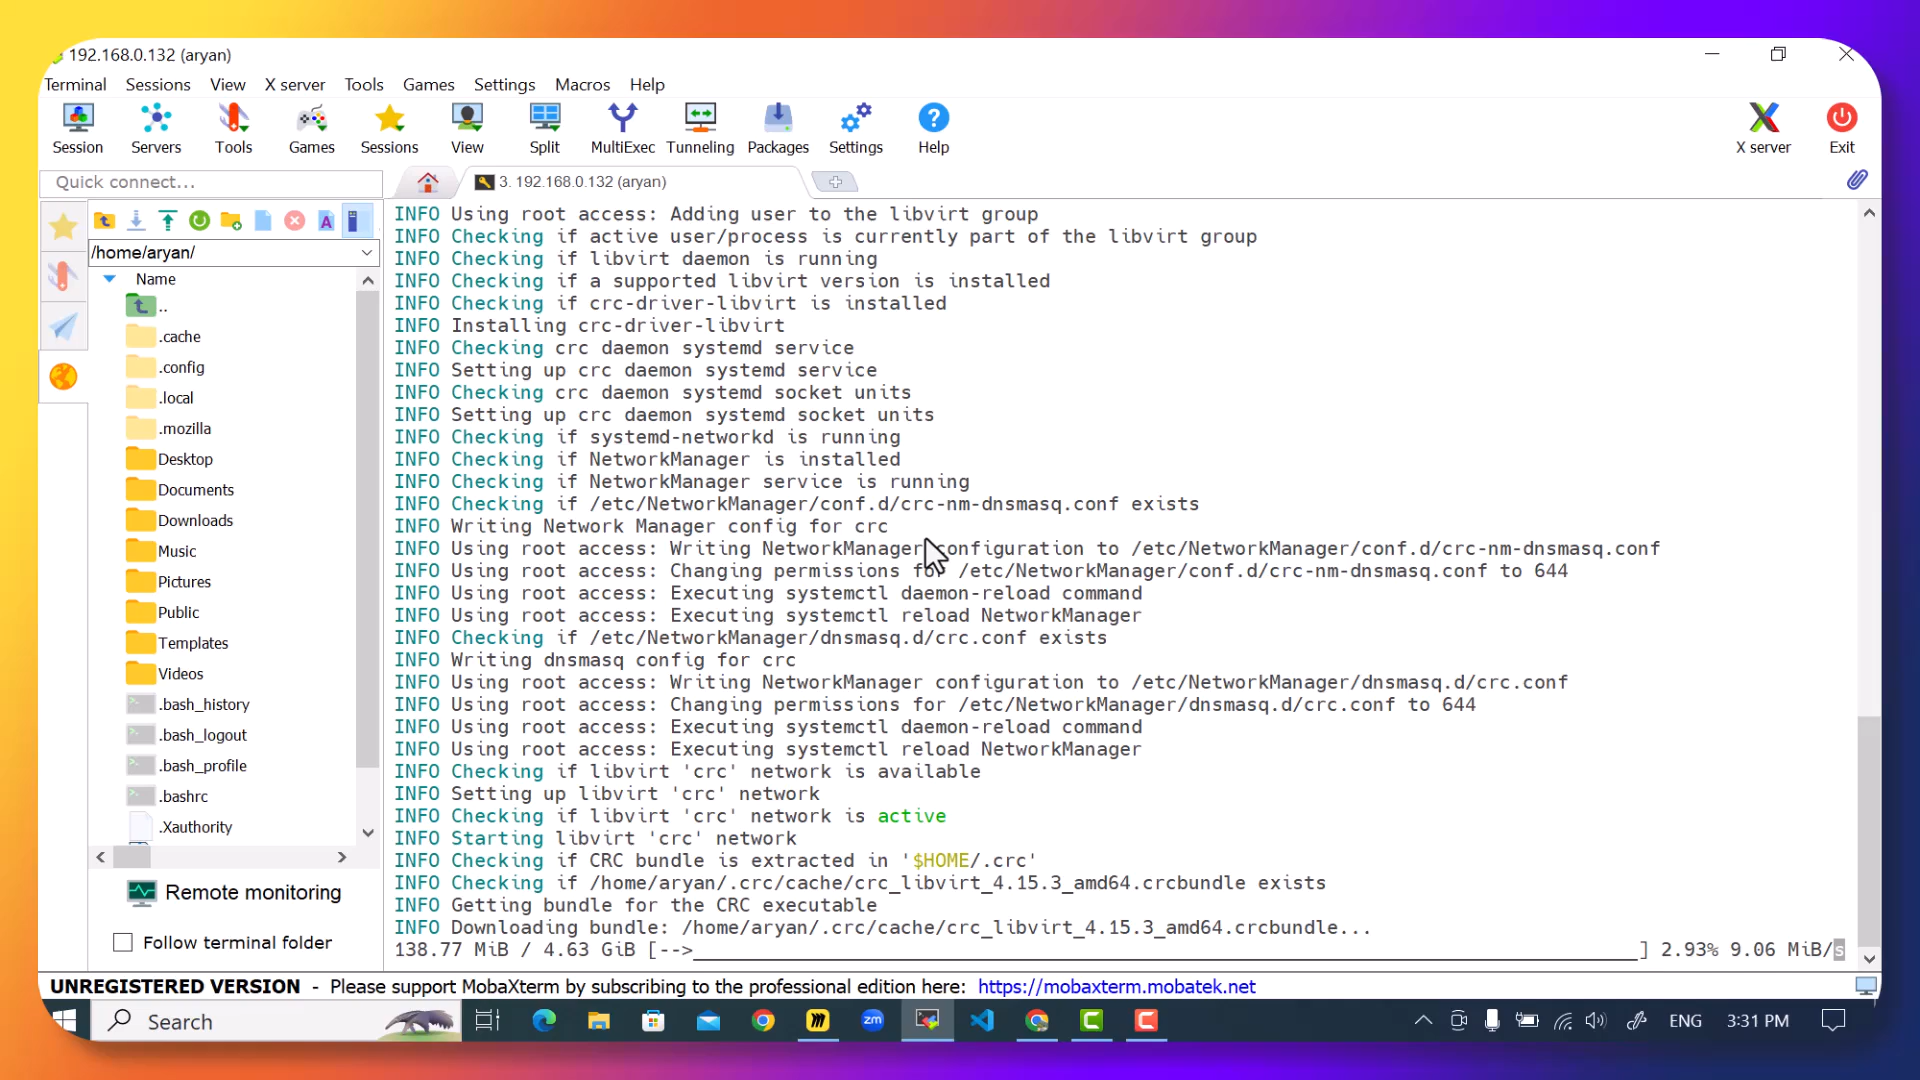 192.168.0.132 (aryan)
Terminal Sessions View X server Tools Games Settings Macros Help
Session Servers Tools Games Sessions View Split MultiExec Tunneling Packages Settings Help X server Exit
Quick connect...
3. 192.168.0.132 (aryan)
/home/aryan/
Name
..
.cache
.config
.local
.mozilla
Desktop
Documents
Downloads
Music
Pictures
Public
Templates
Videos
.bash_history
.bash_logout
.bash_profile
.bashrc
.Xauthority
Remote monitoring
Follow terminal folder
INFO Using root access: Adding user to the libvirt group
INFO Checking if active user/process is currently part of the libvirt group
INFO Checking if libvirt daemon is running
INFO Checking if a supported libvirt version is installed
INFO Checking if crc-driver-libvirt is installed
INFO Installing crc-driver-libvirt
INFO Checking crc daemon systemd service
INFO Setting up crc daemon systemd service
INFO Checking crc daemon systemd socket units
INFO Setting up crc daemon systemd socket units
INFO Checking if systemd-networkd is running
INFO Checking if NetworkManager is installed
INFO Checking if NetworkManager service is running
INFO Checking if /etc/NetworkManager/conf.d/crc-nm-dnsmasq.conf exists
INFO Writing Network Manager config for crc
INFO Using root access: Writing NetworkManager configuration to /etc/NetworkManager/conf.d/crc-nm-dnsmasq.conf
INFO Using root access: Changing permissions for /etc/NetworkManager/conf.d/crc-nm-dnsmasq.conf to 644
INFO Using root access: Executing systemctl daemon-reload command
INFO Using root access: Executing systemctl reload NetworkManager
INFO Checking if /etc/NetworkManager/dnsmasq.d/crc.conf exists
INFO Writing dnsmasq config for crc
INFO Using root access: Writing NetworkManager configuration to /etc/NetworkManager/dnsmasq.d/crc.conf
INFO Using root access: Changing permissions for /etc/NetworkManager/dnsmasq.d/crc.conf to 644
INFO Using root access: Executing systemctl daemon-reload command
INFO Using root access: Executing systemctl reload NetworkManager
INFO Checking if libvirt 'crc' network is available
INFO Setting up libvirt 'crc' network
INFO Checking if libvirt 'crc' network is active
INFO Starting libvirt 'crc' network
INFO Checking if CRC bundle is extracted in '$HOME/.crc'
INFO Checking if /home/aryan/.crc/cache/crc_libvirt_4.15.3_amd64.crcbundle exists
INFO Getting bundle for the CRC executable
INFO Downloading bundle: /home/aryan/.crc/cache/crc_libvirt_4.15.3_amd64.crcbundle...
138.77 MiB / 4.63 GiB [-->______________________________________________________________________________] 2.93% 9.06 MiB/s
UNREGISTERED VERSION - Please support MobaXterm by subscribing to the professional edition here: https://mobaxterm.mobatek.net
Search
zm
ENG 3:31 PM